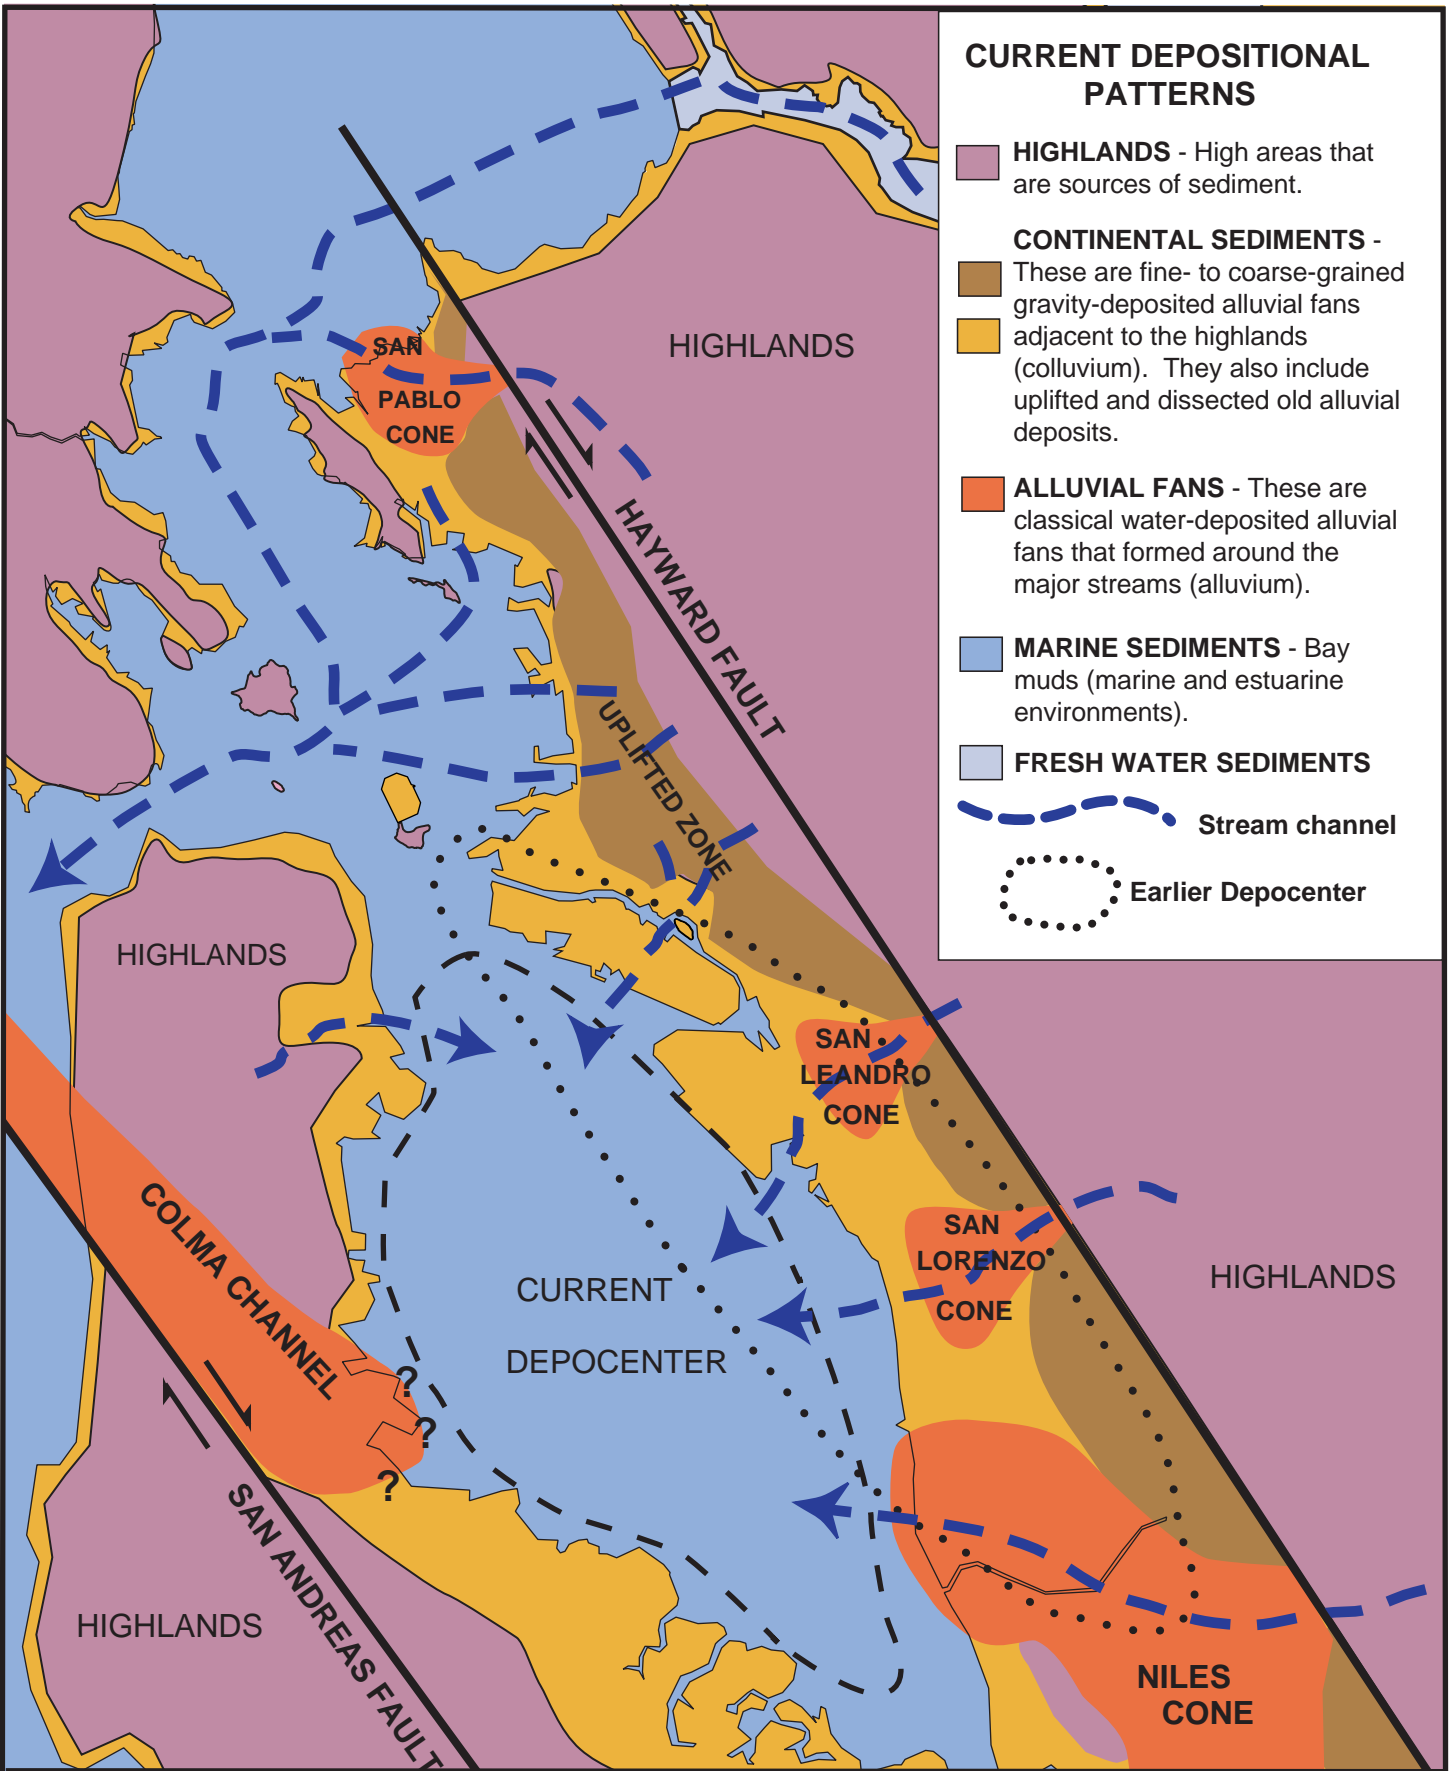 CURRENT DEPOSITIONAL
PATTERNS
HIGHLANDS - High areas that
are sources of sediment.
CONTINENTAL SEDIMENTS -
These are fine- to coarse-grained
gravity-deposited alluvial fans
adjacent to the highlands
(colluvium). They also include
uplifted and dissected old alluvial
deposits.
ALLUVIAL FANS - These are
classical water-deposited alluvial
fans that formed around the
major streams (alluvium).
MARINE SEDIMENTS - Bay
muds (marine and estuarine
environments).
FRESH WATER SEDIMENTS
Stream channel
Earlier Depocenter
HIGHLANDS
SAN
PABLO
CONE
HAYWARD FAULT
UPLIFTED ZONE
HIGHLANDS
SAN
LEANDRO
CONE
COLMA CHANNEL
SAN
LORENZO
CONE
HIGHLANDS
CURRENT
DEPOCENTER
?
?
?
SAN ANDREAS FAULT
HIGHLANDS
NILES
CONE